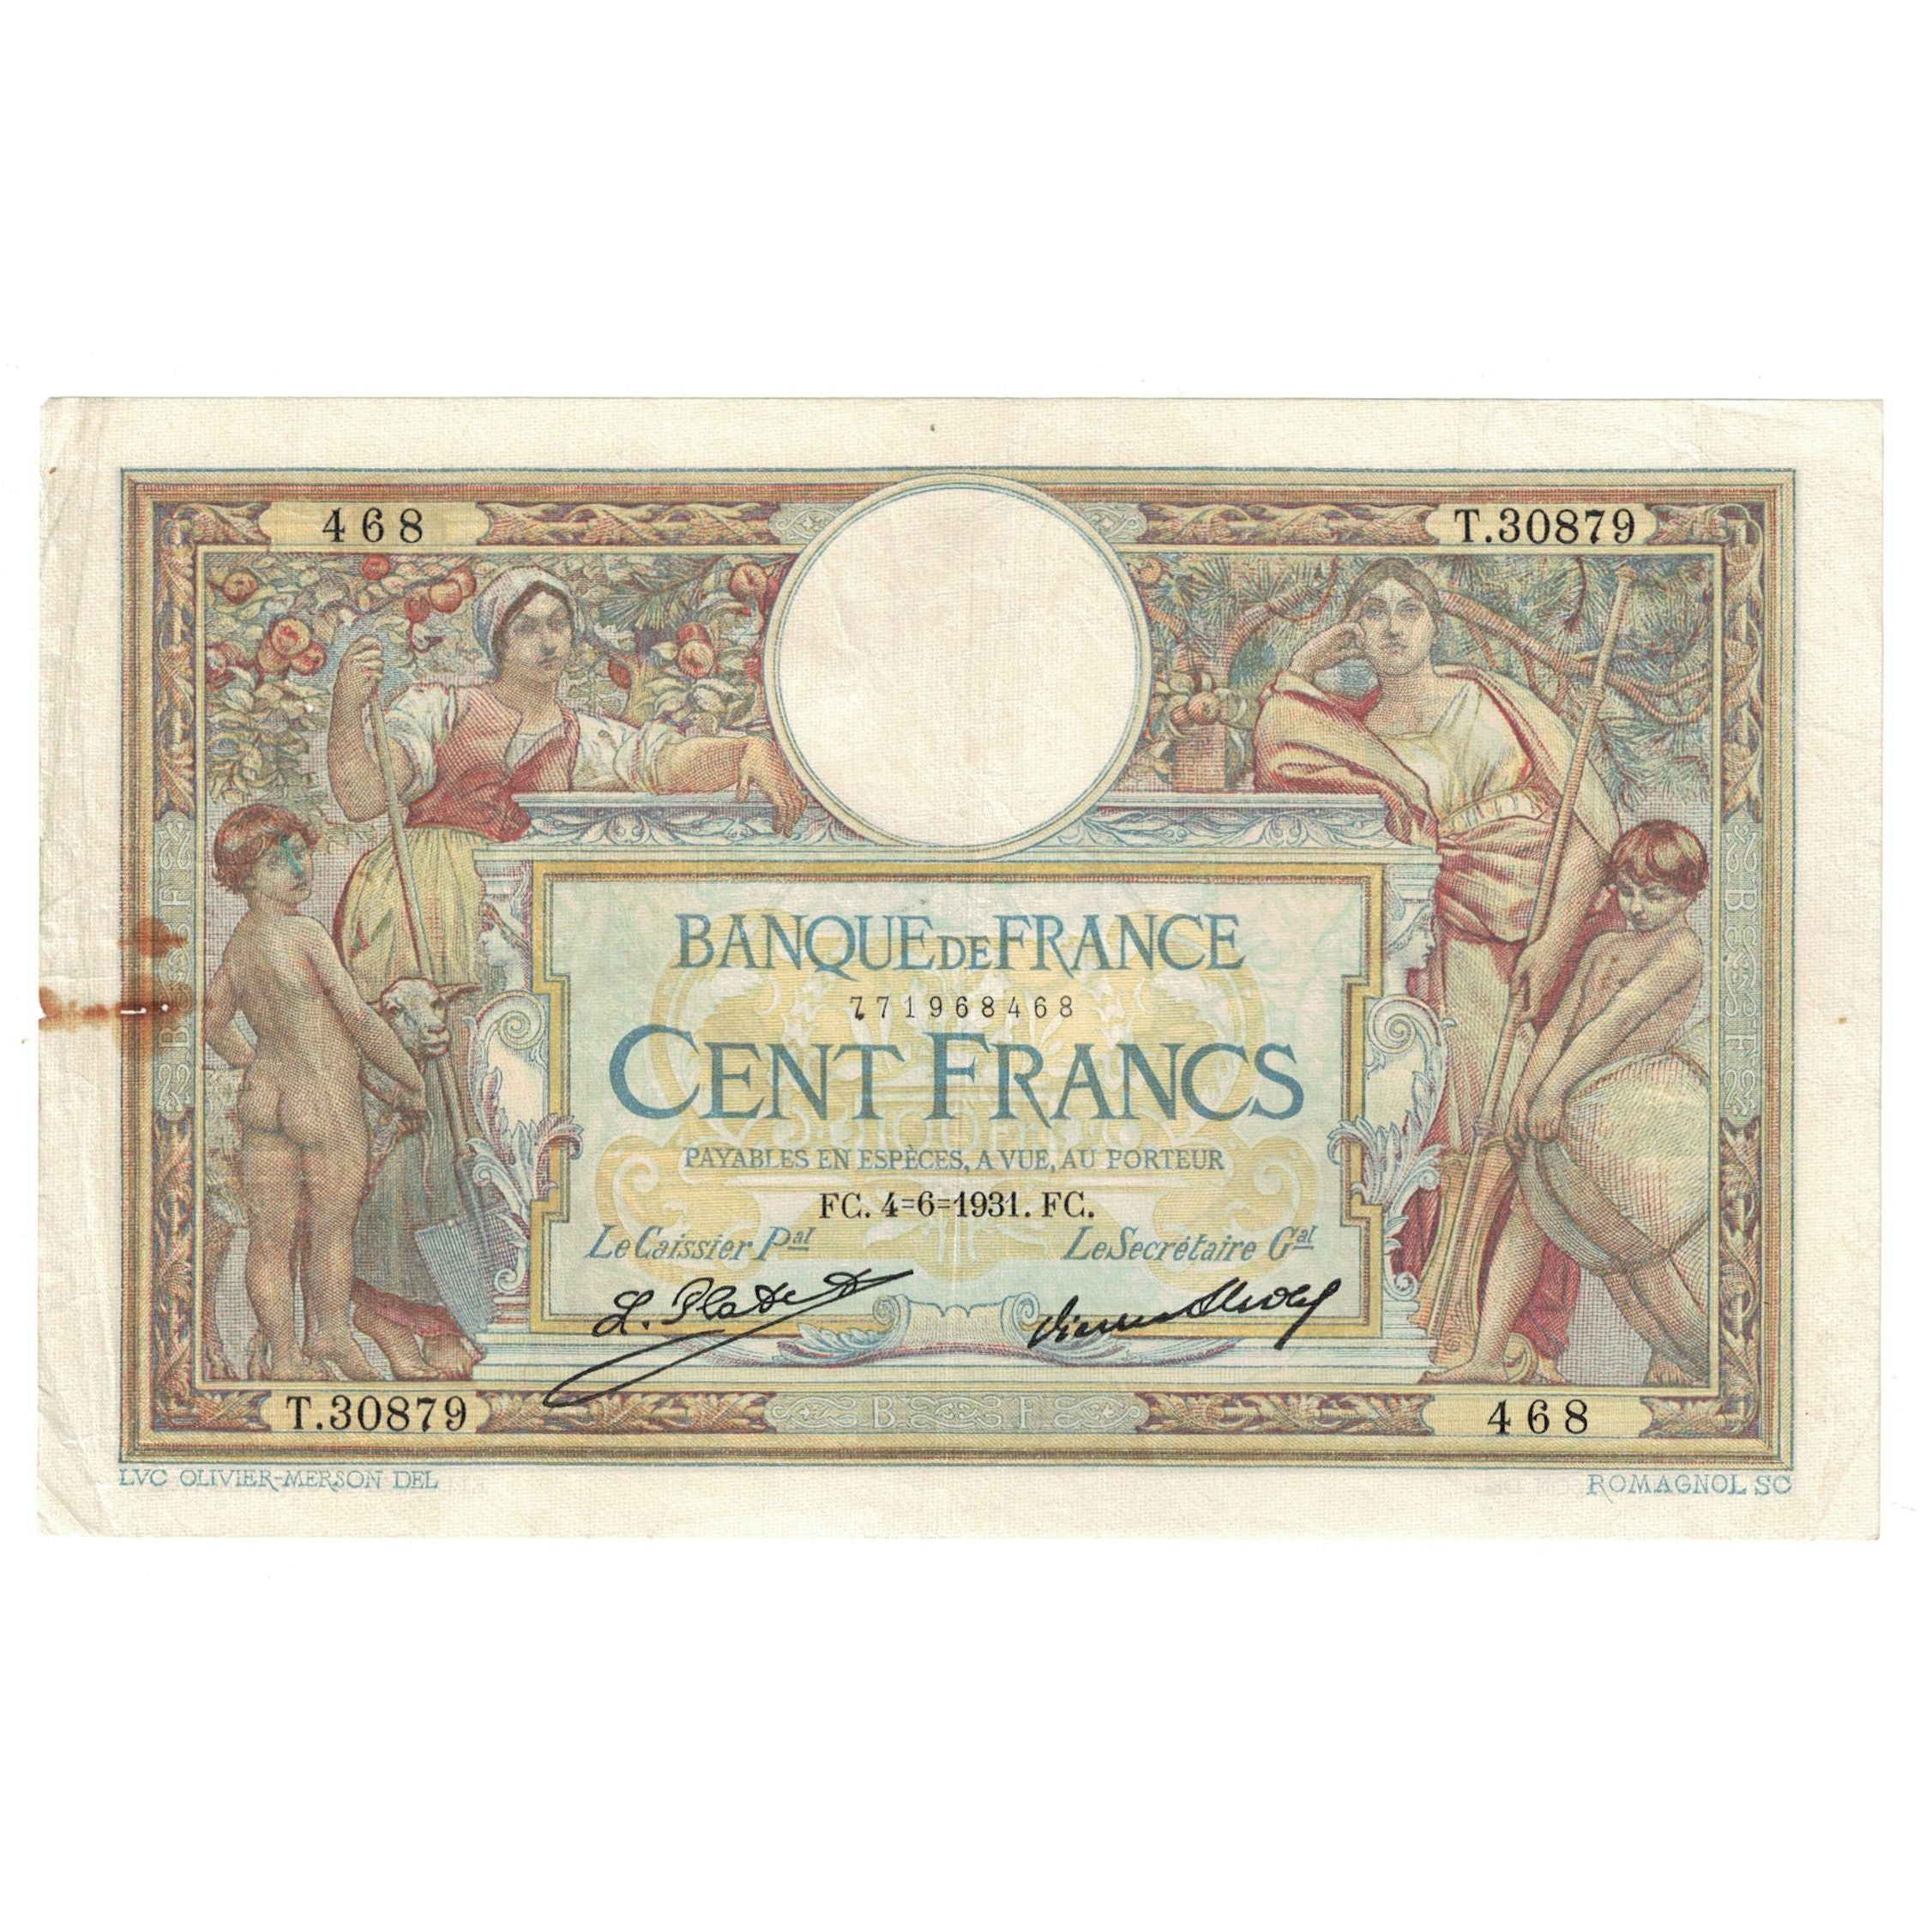 468 T.30879
BANQUE DE FRANCE
771968468
CENT FRANCS
PAYABLES EN ESPÈCES, A VUE, AU PORTEUR
FC. 4=6=1931. FC.
Le Caissier Pal Le Secrétaire Gal
L. Platet
T.30879 B F 468
LVC OLIVIER-MERSON DEL ROMAGNOL SC
B F
B F